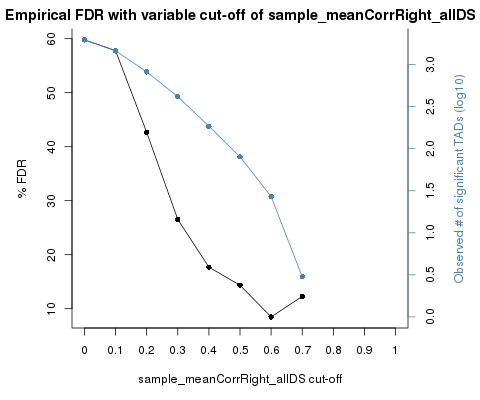 Empirical FDR with variable cut-off of sample_meanCorrRight_allDS
60
50
40
30
20
10
% FDR
3.0
2.5
2.0
1.5
1.0
0.5
0.0
Observed # of significant TADs (log10)
0 0.1 0.2 0.3 0.4 0.5 0.6 0.7 0.8 0.9 1
sample_meanCorrRight_allDS cut-off